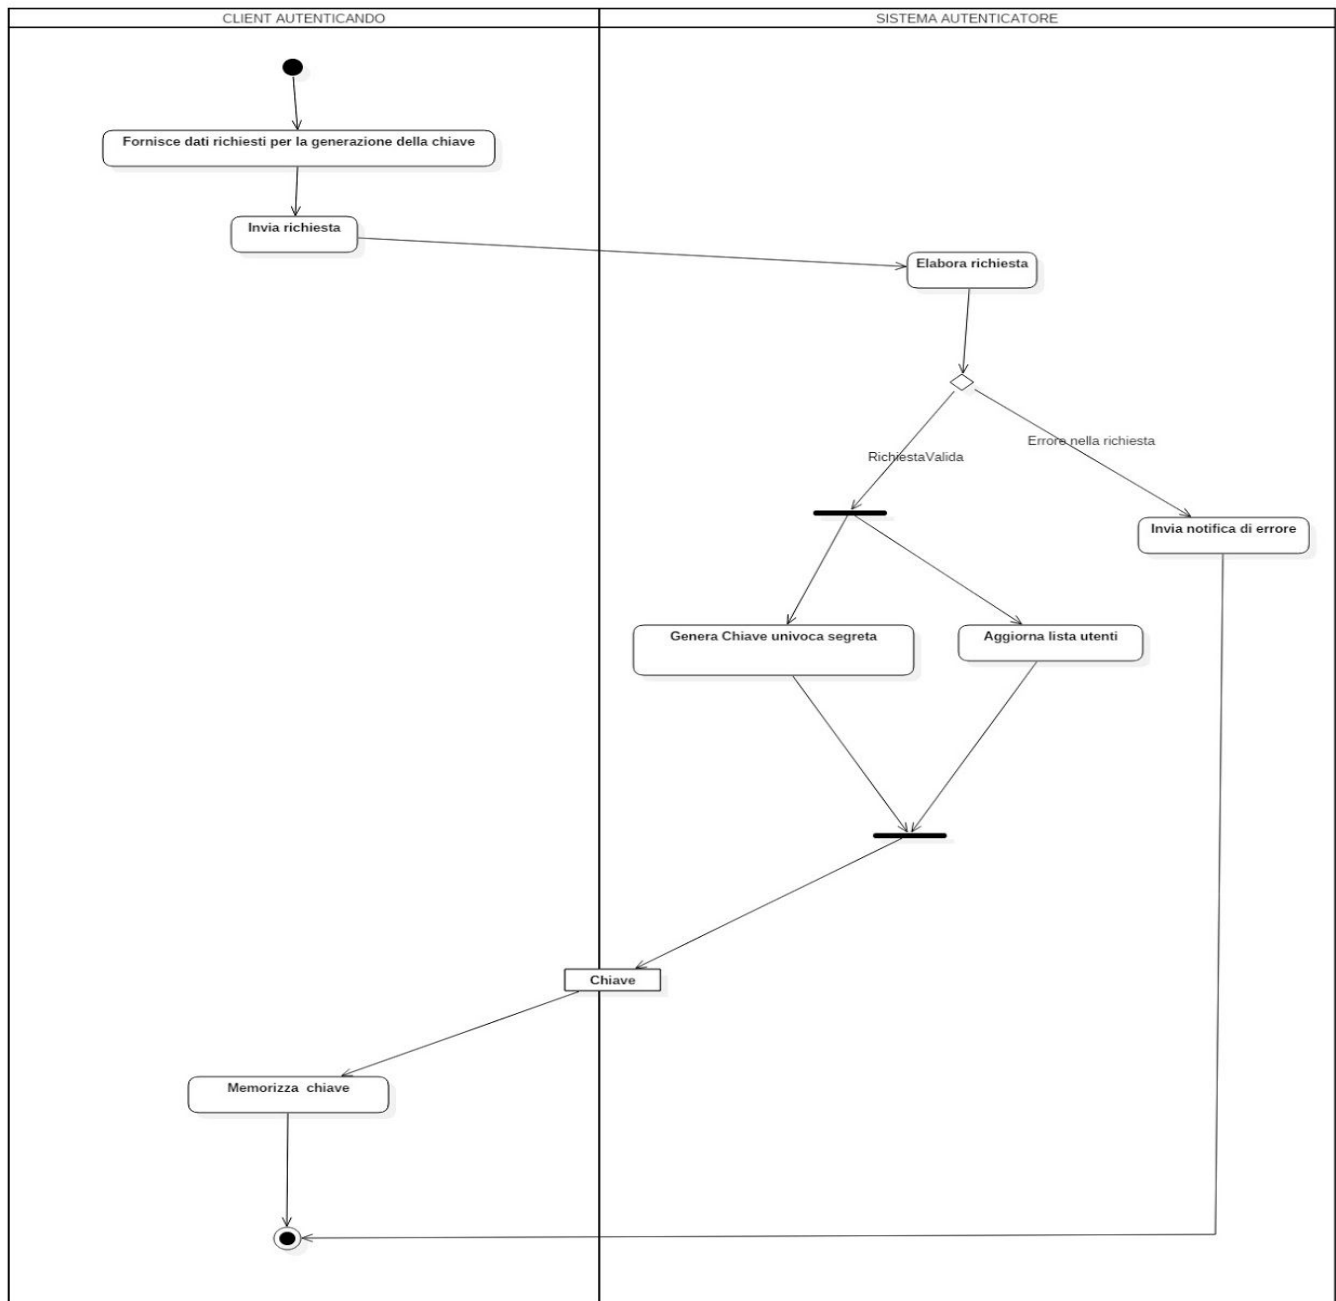 CLIENT AUTENTICANDO
SISTEMA AUTENTICATORE
Fornisce dati richiesti per la generazione della chiave
Invia richiesta
Elabora richiesta
Errore nella richiesta
RichiestaValida
Invia notifica di errore
Genera Chiave univoca segreta
Aggiorna lista utenti
Chiave
Memorizza  chiave